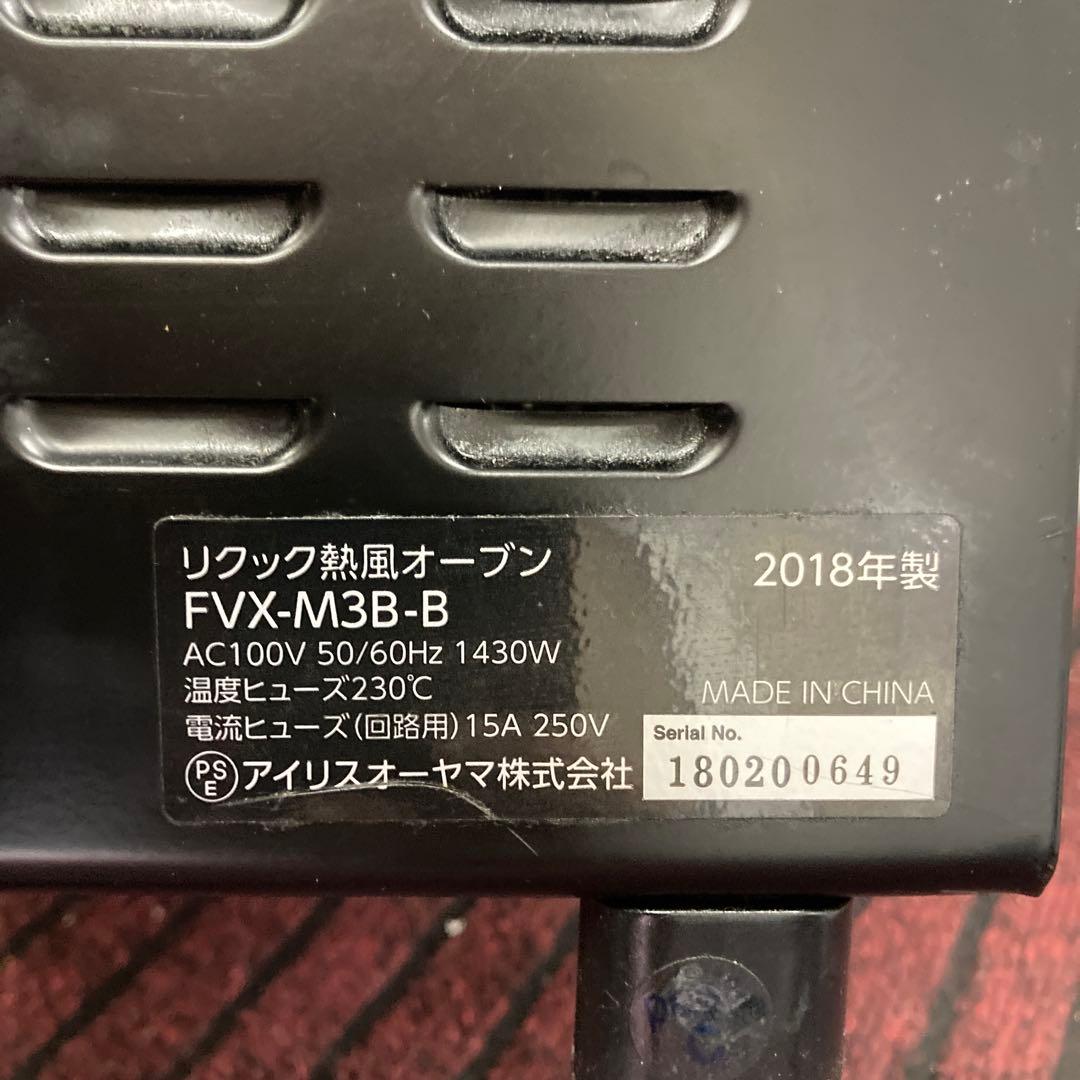 リクック熱風オーブン
2018年製
FVX-M3B-B
AC100V 50/60Hz 1430W
温度ヒューズ230℃
MADE IN CHINA
電流ヒューズ(回路用)15A 250V
Serial No.
180200649
PSE アイリスオーヤマ株式会社